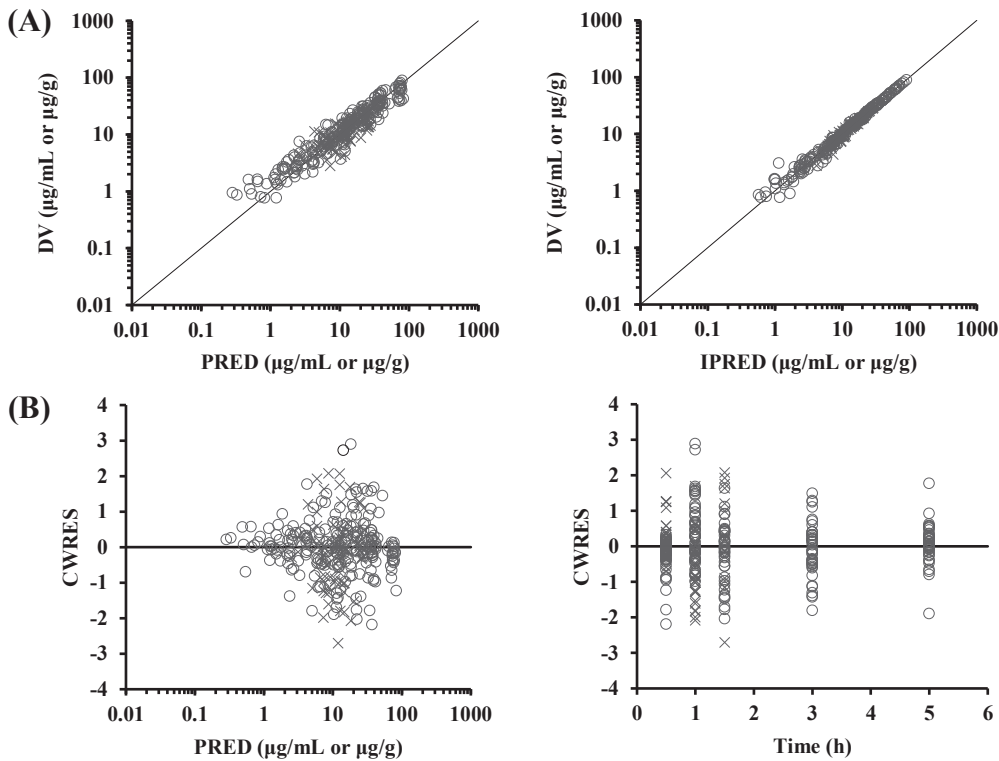 (A)
1000
100
10
1
0.1
0.01
DV (μg/mL or μg/g)
0.01 0.1 1 10 100 1000
PRED (μg/mL or μg/g)
1000
100
10
1
0.1
0.01
DV (μg/mL or μg/g)
0.01 0.1 1 10 100 1000
IPRED (μg/mL or μg/g)
(B)
4
3
2
1
0
-1
-2
-3
-4
CWRES
0.01 0.1 1 10 100 1000
PRED (μg/mL or μg/g)
4
3
2
1
0
-1
-2
-3
-4
CWRES
0 1 2 3 4 5 6
Time (h)